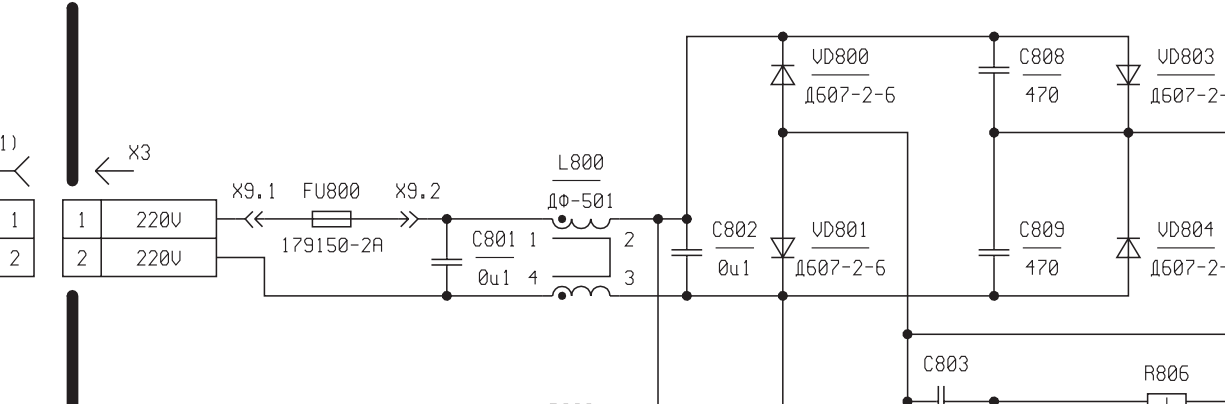 1)
X3
1
2
1 220V
2 220V
X9.1 FU800 X9.2
179150-2A
C801
0u1
L800
ДФ-501
1 2
4 3
C802
0u1
VD800
Д607-2-6
VD801
Д607-2-6
C808
470
C809
470
VD803
Д607-2-
VD804
Д607-2-
C803
R806